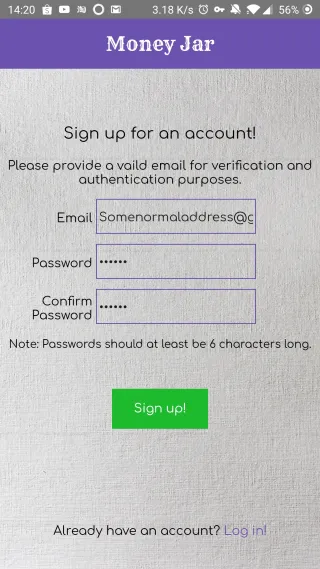 14:20 3.18 K/s 56%
Money Jar
Sign up for an account!
Please provide a vaild email for verification and
authentication purposes.
Email Somenormaladdress@g
Password ••••••
Confirm
Password ••••••
Note: Passwords should at least be 6 characters long.
Sign up!
Already have an account? Log in!